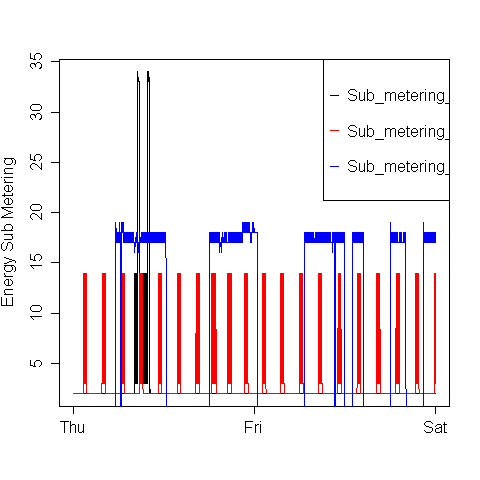 35
30
25
20
15
10
5
Energy Sub Metering
Sub_metering_
Sub_metering_
Sub_metering_
Thu Fri Sat